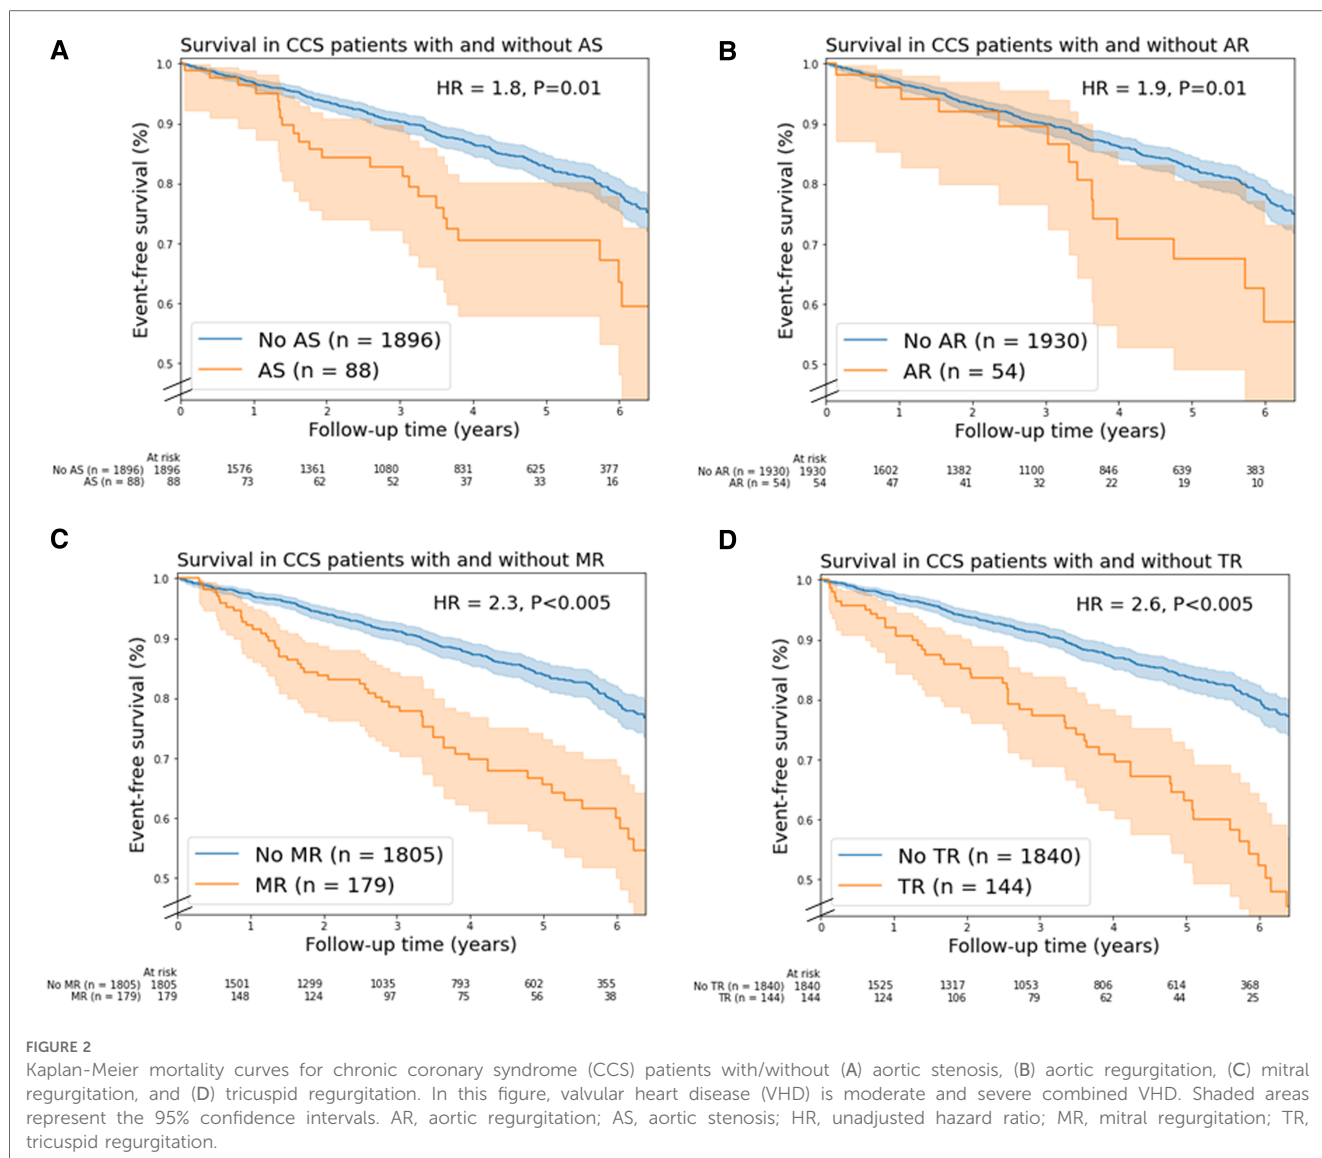 A
Survival in CCS patients with and without AS
HR = 1.8, P=0.01
Event-free survival (%)
1.0
0.9
0.8
0.7
0.6
0.5
No AS (n = 1896)
AS (n = 88)
0 1 2 3 4 5 6
Follow-up time (years)
At risk
No AS (n = 1896) 1896 1576 1361 1080 831 625 377
AS (n = 88) 88 73 62 52 37 33 16
B
Survival in CCS patients with and without AR
HR = 1.9, P=0.01
Event-free survival (%)
1.0
0.9
0.8
0.7
0.6
0.5
No AR (n = 1930)
AR (n = 54)
0 1 2 3 4 5 6
Follow-up time (years)
At risk
No AR (n = 1930) 1930 1602 1382 1100 846 639 383
AR (n = 54) 54 47 41 32 22 19 10
C
Survival in CCS patients with and without MR
HR = 2.3, P<0.005
Event-free survival (%)
1.0
0.9
0.8
0.7
0.6
0.5
No MR (n = 1805)
MR (n = 179)
0 1 2 3 4 5 6
Follow-up time (years)
At risk
No MR (n = 1805) 1805 1501 1299 1035 793 602 355
MR (n = 179) 179 148 124 97 75 56 38
D
Survival in CCS patients with and without TR
HR = 2.6, P<0.005
Event-free survival (%)
1.0
0.9
0.8
0.7
0.6
0.5
No TR (n = 1840)
TR (n = 144)
0 1 2 3 4 5 6
Follow-up time (years)
At risk
No TR (n = 1840) 1840 1525 1317 1053 806 614 368
TR (n = 144) 144 124 106 79 62 44 25
FIGURE 2
Kaplan-Meier mortality curves for chronic coronary syndrome (CCS) patients with/without (A) aortic stenosis, (B) aortic regurgitation, (C) mitral
regurgitation, and (D) tricuspid regurgitation. In this figure, valvular heart disease (VHD) is moderate and severe combined VHD. Shaded areas
represent the 95% confidence intervals. AR, aortic regurgitation; AS, aortic stenosis; HR, unadjusted hazard ratio; MR, mitral regurgitation; TR,
tricuspid regurgitation.